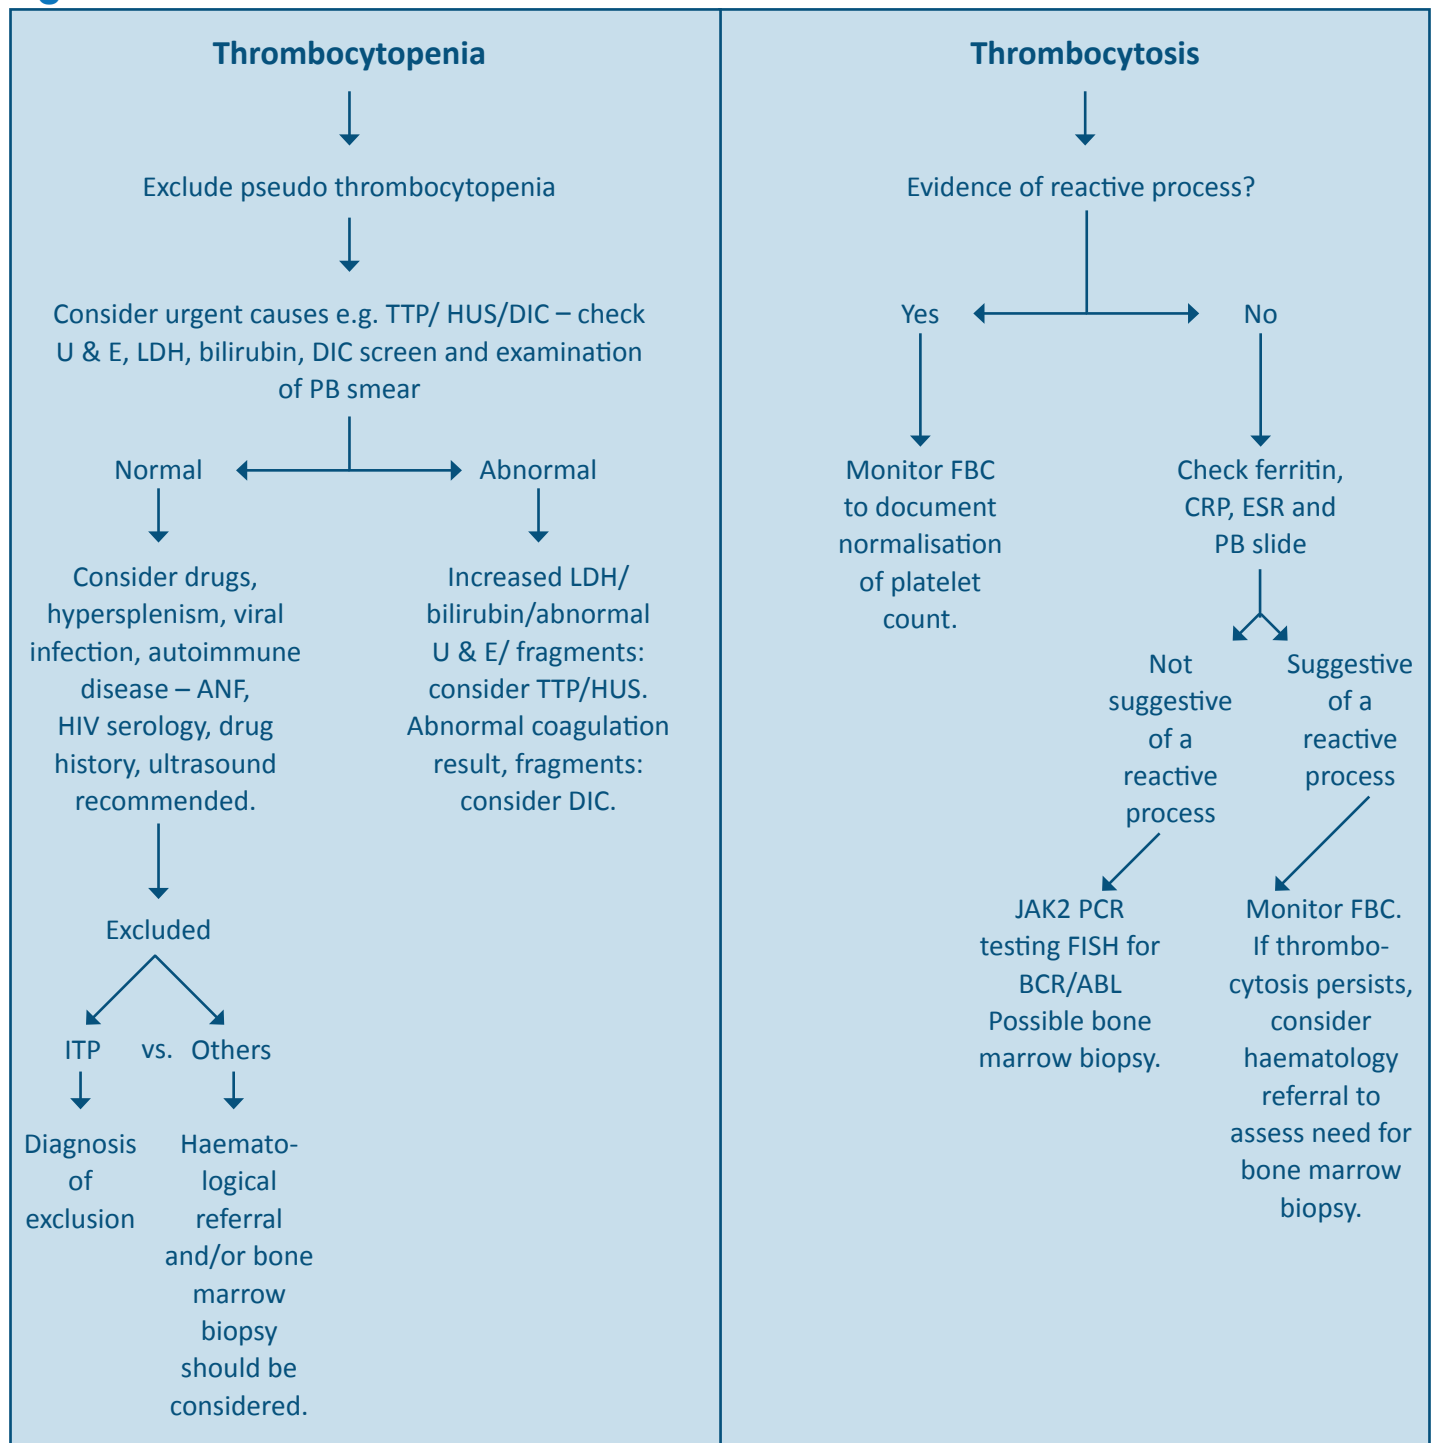 Thrombocytopenia
Exclude pseudo thrombocytopenia
Consider urgent causes e.g. TTP/ HUS/DIC – check
U & E, LDH, bilirubin, DIC screen and examination
of PB smear
Normal
Abnormal
Consider drugs,
hypersplenism, viral
infection, autoimmune
disease – ANF,
HIV serology, drug
history, ultrasound
recommended.
Increased LDH/
bilirubin/abnormal
U & E/ fragments:
consider TTP/HUS.
Abnormal coagulation
result, fragments:
consider DIC.
Excluded
ITP vs. Others
Diagnosis
of
exclusion
Haemato-
logical
referral
and/or bone
marrow
biopsy
should be
considered.
Thrombocytosis
Evidence of reactive process?
Yes
No
Monitor FBC
to document
normalisation
of platelet
count.
Check ferritin,
CRP, ESR and
PB slide
Not
suggestive
of a
reactive
process
Suggestive
of a
reactive
process
JAK2 PCR
testing FISH for
BCR/ABL
Possible bone
marrow biopsy.
Monitor FBC.
If thrombo-
cytosis persists,
consider
haematology
referral to
assess need for
bone marrow
biopsy.